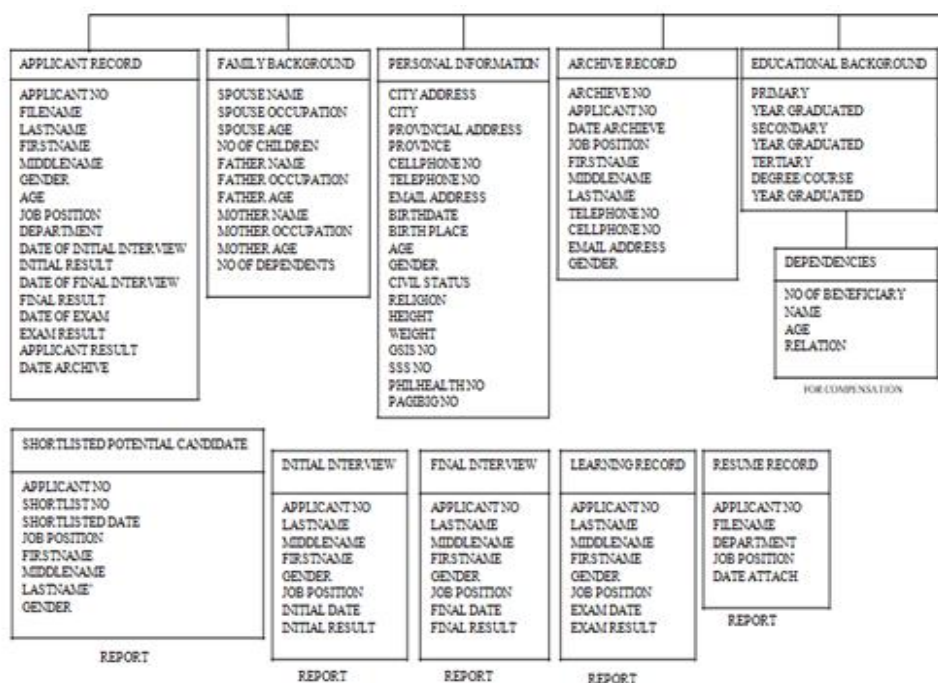 APPLICANT RECORD
APPLICANT NO
FILENAME
LASTNAME
FIRSTNAME
MIDDLENAME
GENDER
AGE
JOB POSITION
DEPARTMENT
DATE OF INITIAL INTERVIEW
INITIAL RESULT
DATE OF FINAL INTERVIEW
FINAL RESULT
DATE OF EXAM
EXAM RESULT
APPLICANT RESULT
DATE ARCHIVE
FAMILY BACKGROUND
SPOUSE NAME
SPOUSE OCCUPATION
SPOUSE AGE
NO OF CHILDREN
FATHER NAME
FATHER OCCUPATION
FATHER AGE
MOTHER NAME
MOTHER OCCUPATION
MOTHER AGE
NO OF DEPENDENTS
PERSONAL INFORMATION
CITY ADDRESS
CITY
PROVINCIAL ADDRESS
PROVINCE
CELLPHONE NO
TELEPHONE NO
EMAIL ADDRESS
BIRTHDATE
BIRTH PLACE
AGE
GENDER
CIVIL STATUS
RELIGION
HEIGHT
WEIGHT
GSIS NO
SSS NO
PHILHEALTH NO
PAGIBIG NO
ARCHIVE RECORD
ARCHIEVE NO
APPLICANT NO
DATE ARCHIEVE
JOB POSITION
FIRSTNAME
MIDDLENAME
LASTNAME
TELEPHONE NO
CELLPHONE NO
EMAIL ADDRESS
GENDER
EDUCATIONAL BACKGROUND
PRIMARY
YEAR GRADUATED
SECONDARY
YEAR GRADUATED
TERTIARY
DEGREE/COURSE
YEAR GRADUATED
DEPENDENCIES
NO OF BENEFICIARY
NAME
AGE
RELATION
FOR COMPENSATION
SHORTLISTED POTENTIAL CANDIDATE
APPLICANT NO
SHORTLIST NO
SHORTLISTED DATE
JOB POSITION
FIRSTNAME
MIDDLENAME
LASTNAME`
GENDER
REPORT
INITIAL INTERVIEW
APPLICANT NO
LASTNAME
MIDDLENAME
FIRSTNAME
GENDER
JOB POSITION
INITIAL DATE
INITIAL RESULT
REPORT
FINAL INTERVIEW
APPLICANT NO
LASTNAME
MIDDLENAME
FIRSTNAME
GENDER
JOB POSITION
FINAL DATE
FINAL RESULT
REPORT
LEARNING RECORD
APPLICANT NO
LASTNAME
MIDDLENAME
FIRSTNAME
GENDER
JOB POSITION
EXAM DATE
EXAM RESULT
REPORT
RESUME RECORD
APPLICANT NO
FILENAME
DEPARTMENT
JOB POSITION
DATE ATTACH
REPORT